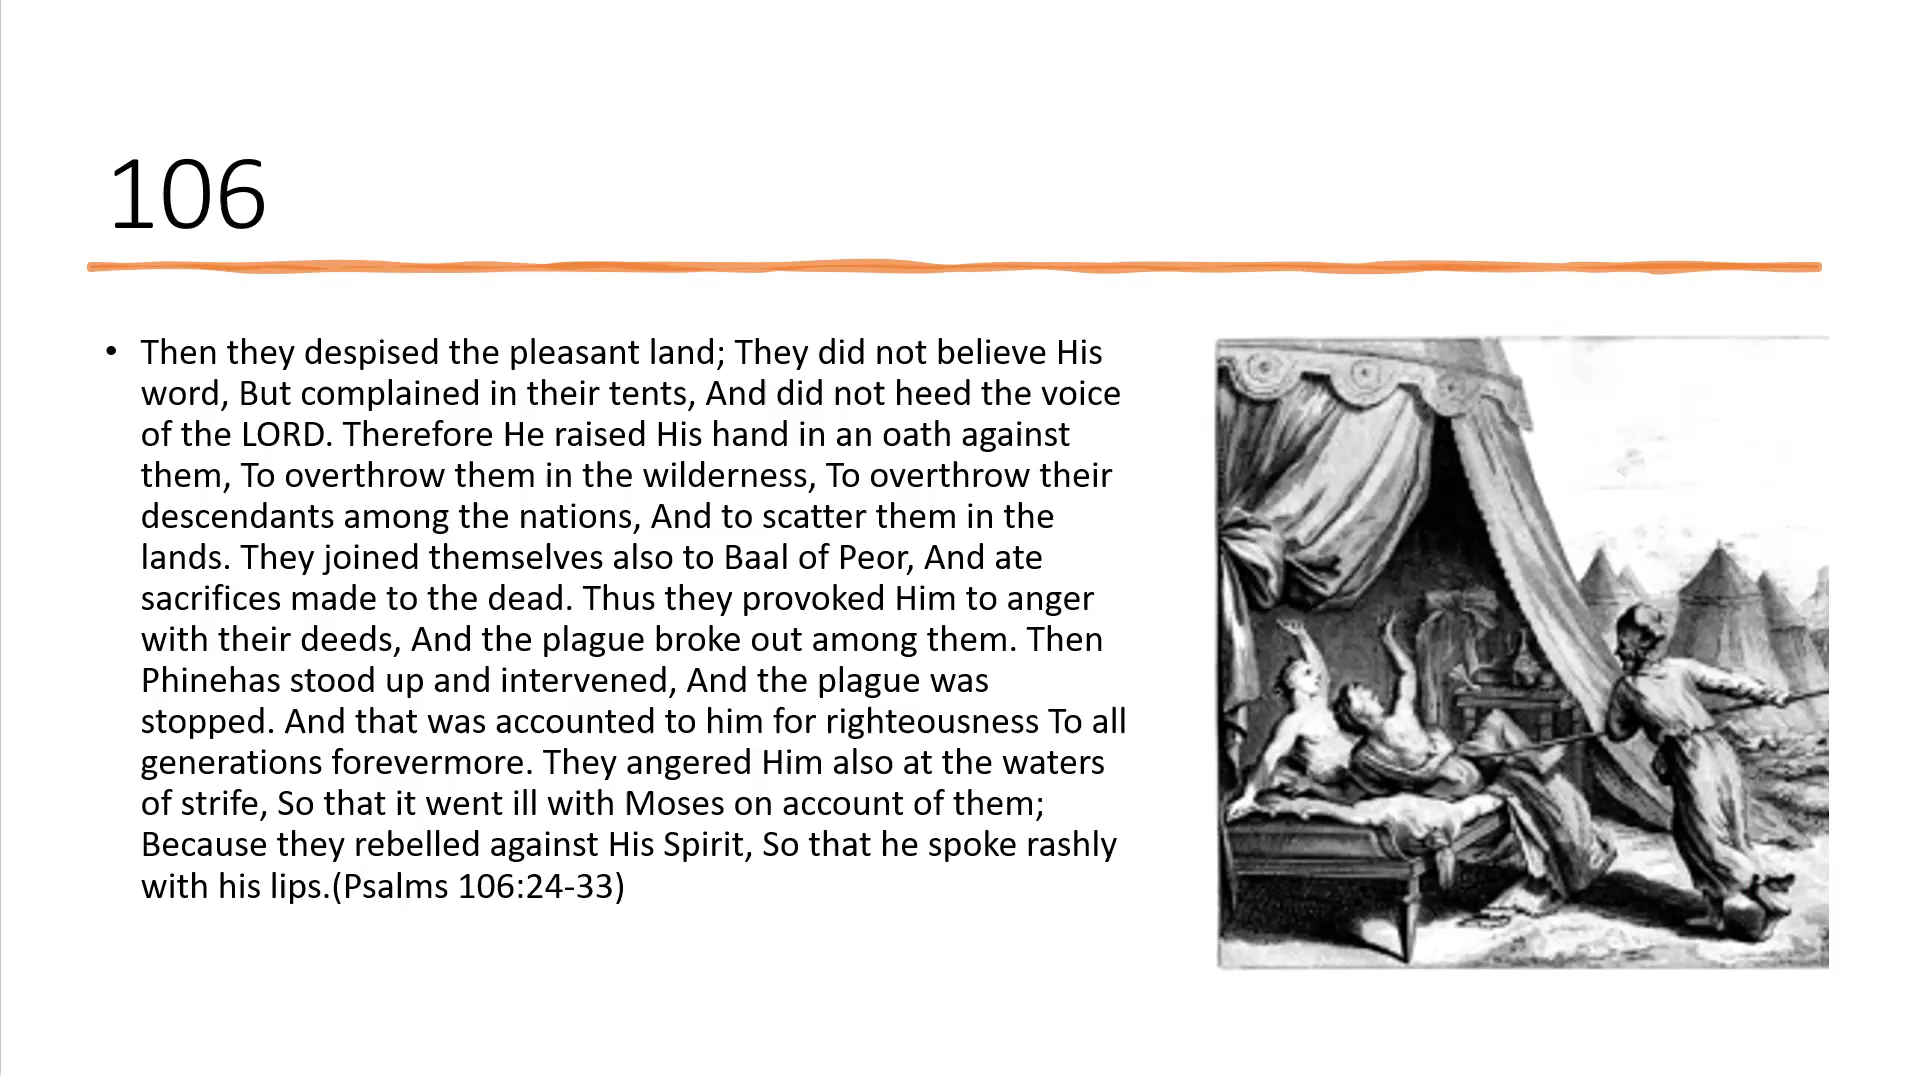 106
• Then they despised the pleasant land; They did not believe His
word, But complained in their tents, And did not heed the voice
of the LORD. Therefore He raised His hand in an oath against
them, To overthrow them in the wilderness, To overthrow their
descendants among the nations, And to scatter them in the
lands. They joined themselves also to Baal of Peor, And ate
sacrifices made to the dead. Thus they provoked Him to anger
with their deeds, And the plague broke out among them. Then
Phinehas stood up and intervened, And the plague was
stopped. And that was accounted to him for righteousness To all
generations forevermore. They angered Him also at the waters
of strife, So that it went ill with Moses on account of them;
Because they rebelled against His Spirit, So that he spoke rashly
with his lips.(Psalms 106:24-33)